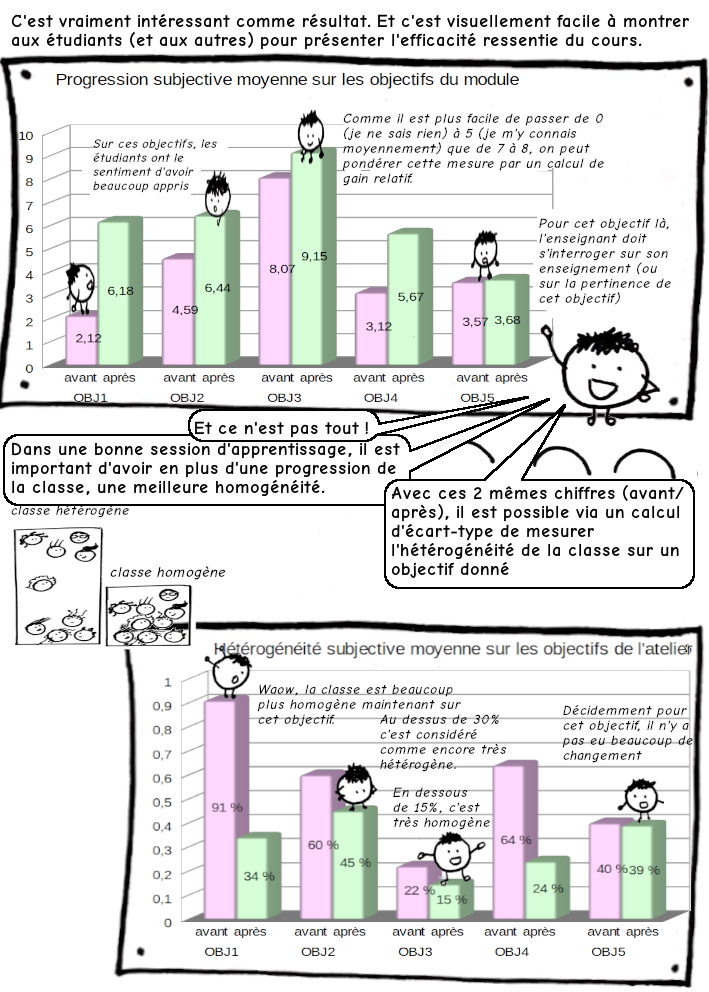 C'est vraiment intéressant comme résultat. Et c'est visuellement facile à montrer
aux étudiants (et aux autres) pour présenter l'efficacité ressentie du cours.
Progression subjective moyenne sur les objectifs du module
Sur ces objectifs, les
étudiants ont le
sentiment d'avoir
beaucoup appris
Comme il est plus facile de passer de 0
(je ne sais rien) à 5 (je m'y connais
moyennement) que de 7 à 8, on peut
pondérer cette mesure par un calcul de
gain relatif.
Pour cet objectif là,
l'enseignant doit
s'interroger sur son
enseignement (ou
sur la pertinence de
cet objectif)
10
9
8
7
6
5
4
3
2
1
0
2,12
6,18
4,59
6,44
8,07
9,15
3,12
5,67
3,57
3,68
avant après avant après avant après avant après avant après
OBJ1 OBJ2 OBJ3 OBJ4 OBJ5
Et ce n'est pas tout !
Dans une bonne session d'apprentissage, il est
important d'avoir en plus d'une progression de
la classe, une meilleure homogénéité.
Avec ces 2 mêmes chiffres (avant/
après), il est possible via un calcul
d'écart-type de mesurer
l'hétérogénéité de la classe sur un
objectif donné
classe hétérogène
classe homogène
Hétérogénéité subjective moyenne sur les objectifs de l'atelier
Waow, la classe est beaucoup
plus homogène maintenant sur
cet objectif.
Au dessus de 30%
c'est considéré
comme encore très
hétérogène.
En dessous
de 15%, c'est
très homogène
Décidemment pour
cet objectif, il n'y a
pas eu beaucoup de
changement
1
0,9
0,8
0,7
0,6
0,5
0,4
0,3
0,2
0,1
0
91 %
34 %
60 %
45 %
22 %
15 %
64 %
24 %
40 %
39 %
avant après avant après avant après avant après avant après
OBJ1 OBJ2 OBJ3 OBJ4 OBJ5